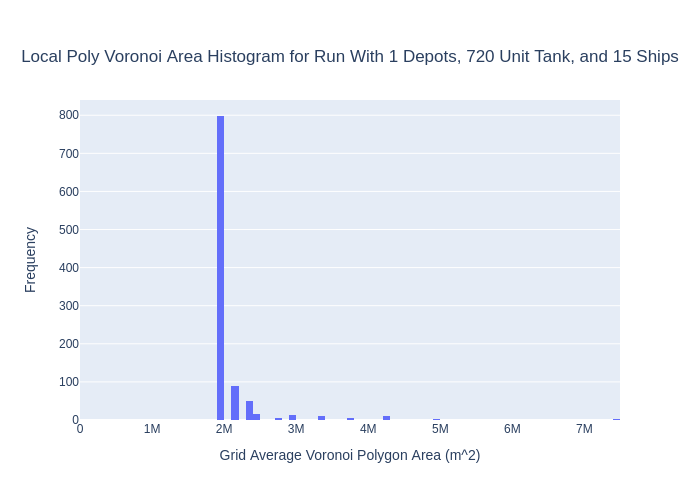 Local Poly Voronoi Area Histogram for Run With 1 Depots, 720 Unit Tank, and 15 Ships
800
700
600
500
400
300
200
100
0
Frequency
0 1M 2M 3M 4M 5M 6M 7M
Grid Average Voronoi Polygon Area (m^2)